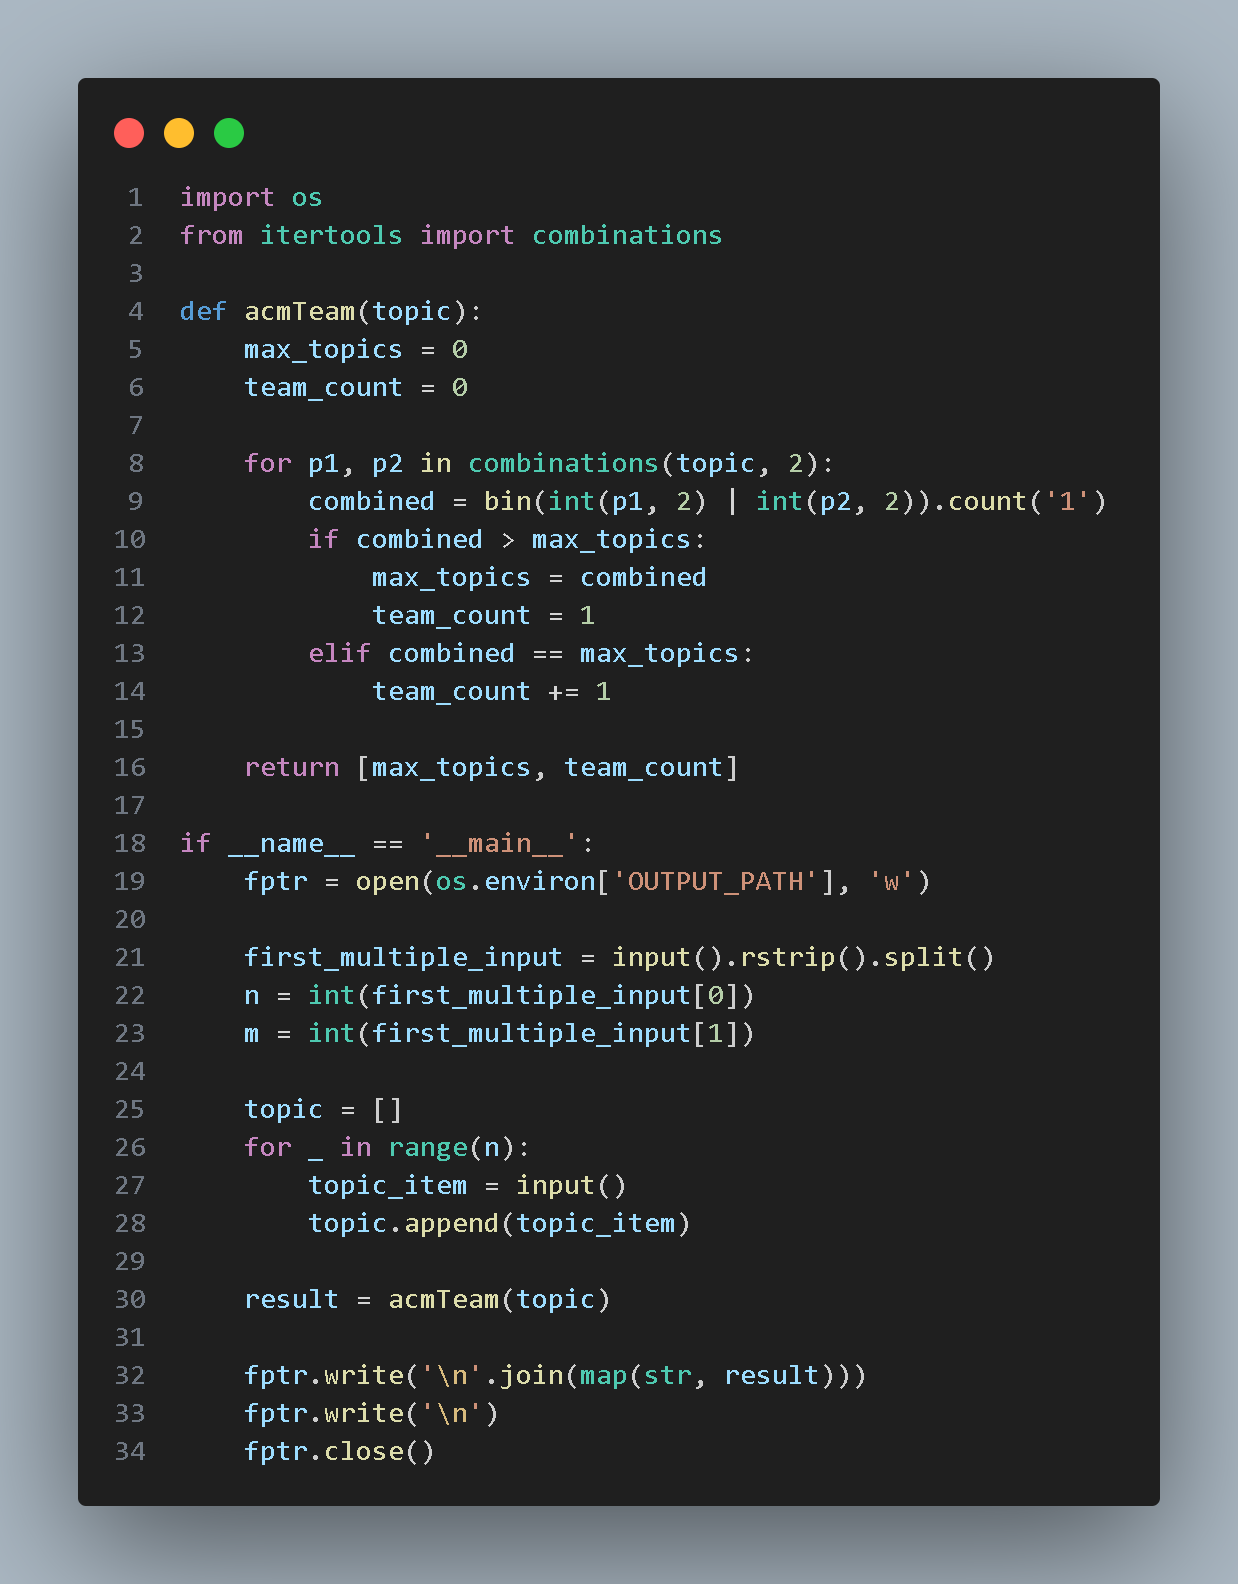 1 import os
2 from itertools import combinations
3
4 def acmTeam(topic):
5     max_topics = 0
6     team_count = 0
7
8     for p1, p2 in combinations(topic, 2):
9         combined = bin(int(p1, 2) | int(p2, 2)).count('1')
10         if combined > max_topics:
11             max_topics = combined
12             team_count = 1
13         elif combined == max_topics:
14             team_count += 1
15
16     return [max_topics, team_count]
17
18 if __name__ == '__main__':
19     fptr = open(os.environ['OUTPUT_PATH'], 'w')
20
21     first_multiple_input = input().rstrip().split()
22     n = int(first_multiple_input[0])
23     m = int(first_multiple_input[1])
24
25     topic = []
26     for _ in range(n):
27         topic_item = input()
28         topic.append(topic_item)
29
30     result = acmTeam(topic)
31
32     fptr.write('\n'.join(map(str, result)))
33     fptr.write('\n')
34     fptr.close()